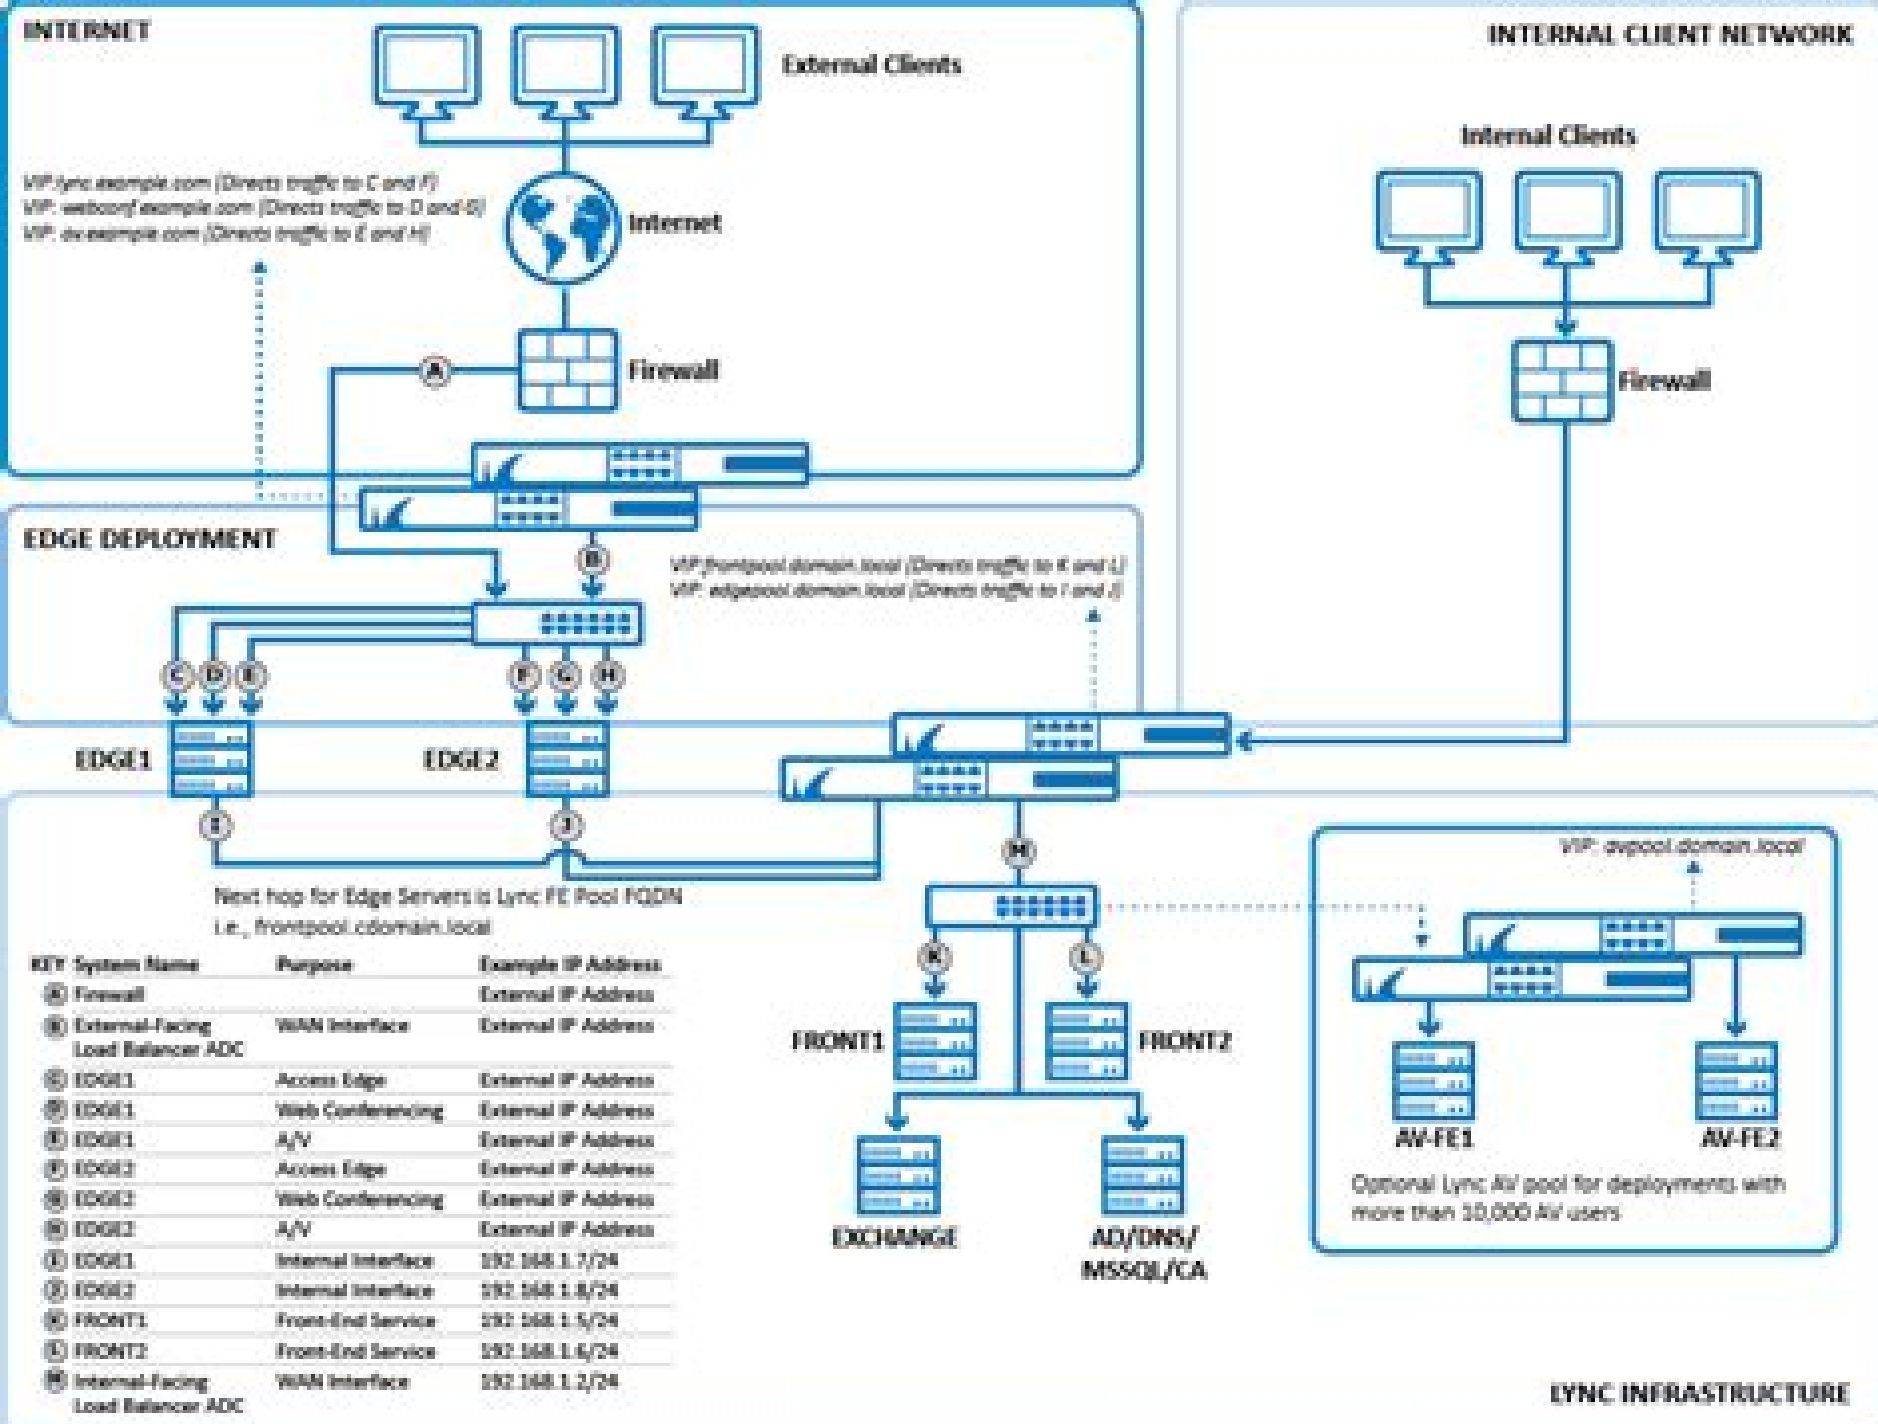 INTERNET
External Clients
VIP:lync.example.com (Directs traffic to C and F)
VIP: webconf.example.com (Directs traffic to D and G)
VIP: av.example.com (Directs traffic to E and H)
Internet
A
Firewall
INTERNAL CLIENT NETWORK
Internal Clients
Firewall
EDGE DEPLOYMENT
B
VIP:frontpool.domain.local (Directs traffic to K and L)
VIP: edgepool.domain.local (Directs traffic to I and J)
C D E F G H
EDGE1
EDGE2
I
J
M
Next hop for Edge Servers is Lync FE Pool FQDN
i.e., frontpool.cdomain.local
K
L
FRONT1
FRONT2
EXCHANGE
AD/DNS/
MSSQL/CA
VIP: avpool.domain.local
AV-FE1
AV-FE2
Optional Lync AV pool for deployments with
more than 10,000 AV users
KEY System Name Purpose Example IP Address
A Firewall External IP Address
B External-Facing WAN Interface External IP Address
Load Balancer ADC
C EDGE1 Access Edge External IP Address
D EDGE1 Web Conferencing External IP Address
E EDGE1 A/V External IP Address
F EDGE2 Access Edge External IP Address
G EDGE2 Web Conferencing External IP Address
H EDGE2 A/V External IP Address
I EDGE1 Internal Interface 192.168.1.7/24
J EDGE2 Internal Interface 192.168.1.8/24
K FRONT1 Front-End Service 192.168.1.5/24
L FRONT2 Front-End Service 192.168.1.6/24
M Internal-Facing WAN Interface 192.168.1.2/24
Load Balancer ADC
LYNC INFRASTRUCTURE